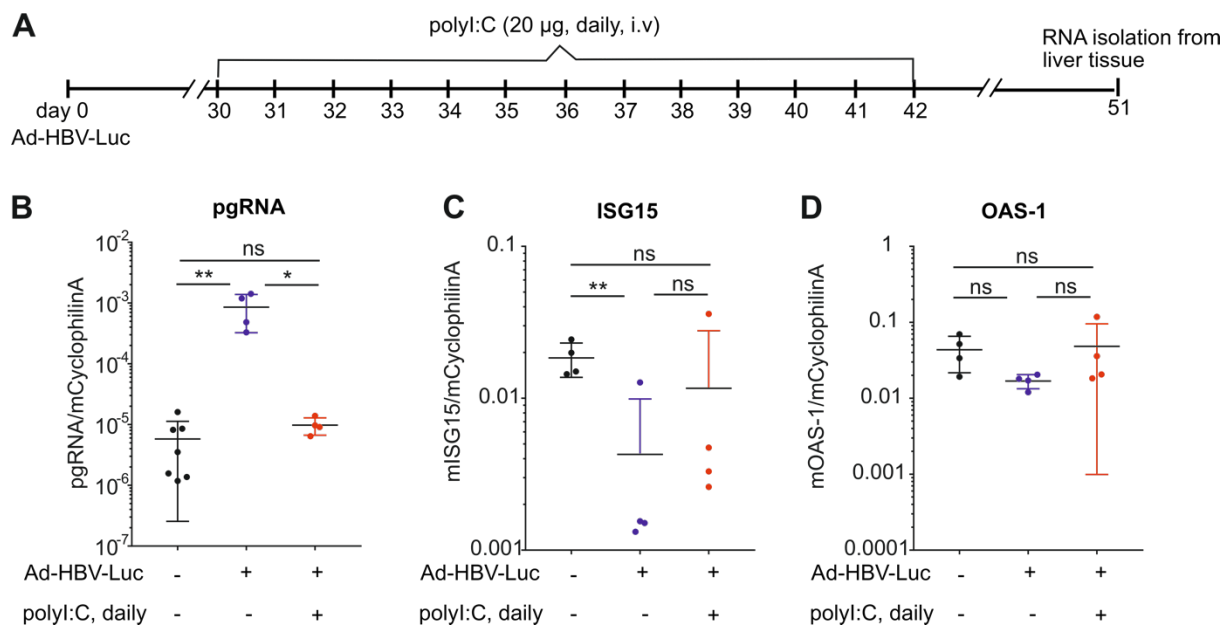 A
polyI:C (20 µg, daily, i.v)
RNA isolation from
liver tissue
day 0
30 31 32 33 34 35 36 37 38 39 40 41 42 51
Ad-HBV-Luc
B
pgRNA
pgRNA/mCyclophilinA
10⁻²
10⁻³
10⁻⁴
10⁻⁵
10⁻⁶
10⁻⁷
ns
** *
Ad-HBV-Luc - + +
polyI:C, daily - - +
C
ISG15
mISG15/mCyclophilinA
0.1
0.01
0.001
ns
** ns
Ad-HBV-Luc - + +
polyI:C, daily - - +
D
OAS-1
mOAS-1/mCyclophilinA
1
0.1
0.01
0.001
0.0001
ns
ns ns
Ad-HBV-Luc - + +
polyI:C, daily - - +